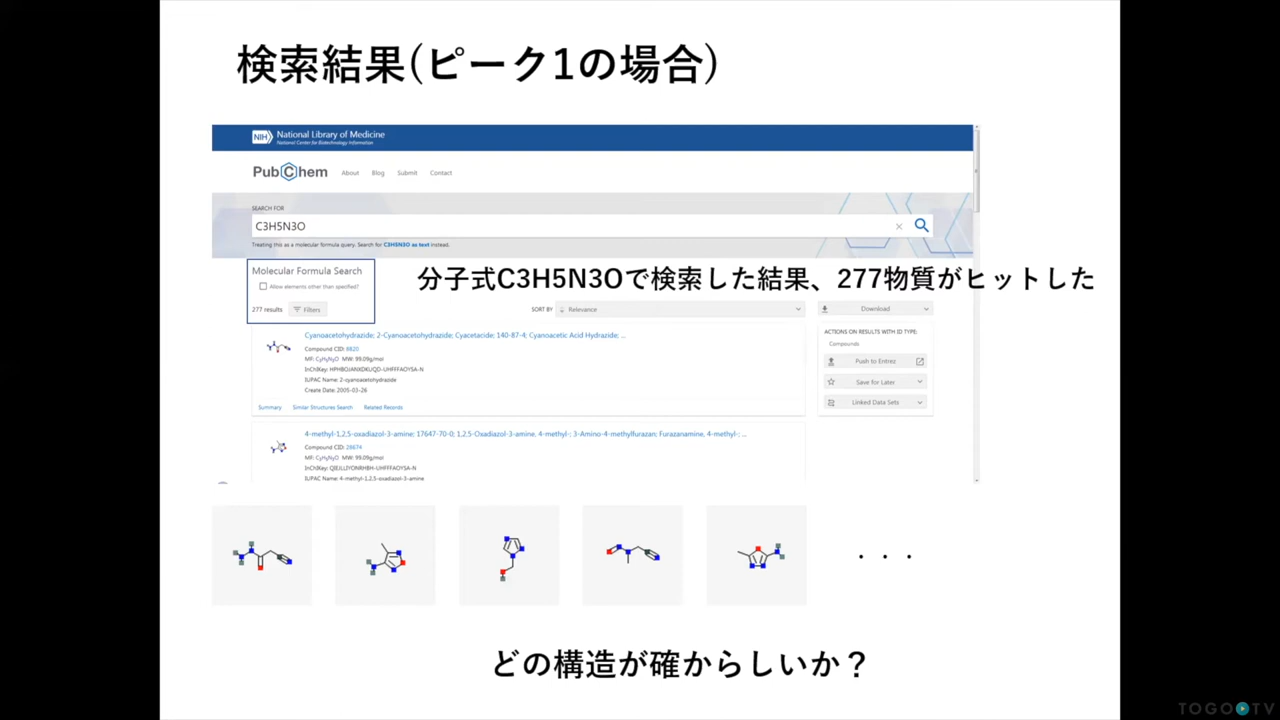 検索結果(ピーク1の場合)
NIH National Library of Medicine
National Center for Biotechnology Information
PubChem About Blog Submit Contact
SEARCH FOR
C3H5N3O
Treating this as a molecular formula query. Search for C3H5N3O as text instead.
Molecular Formula Search
Allow elements other than specified?
分子式C3H5N3Oで検索した結果、277物質がヒットした
277 results Filters
SORT BY Relevance
Download
Cyanoacetohydrazide; 2-Cyanoacetohydrazide; Cyacetacide; 140-87-4; Cyanoacetic Acid Hydrazide; ...
Compound CID: 8820
MF: C3H5N3O MW: 99.09g/mol
InChIKey: HPHBOJANXDKUQD-UHFFFAOYSA-N
IUPAC Name: 2-cyanoacetohydrazide
Create Date: 2005-03-26
Summary Similar Structures Search Related Records
ACTIONS ON RESULTS WITH ID TYPE:
Compounds
Push to Entrez
Save for Later
Linked Data Sets
4-methyl-1,2,5-oxadiazol-3-amine; 17647-70-0; 1,2,5-Oxadiazol-3-amine, 4-methyl-; 3-Amino-4-methylfurazan; Furazanamine, 4-methyl-; ...
Compound CID: 28674
MF: C3H5N3O MW: 99.09g/mol
InChIKey: QJEJLLIYONRHBH-UHFFFAOYSA-N
IUPAC Name: 4-methyl-1,2,5-oxadiazol-3-amine
・・・
どの構造が確からしいか？
TOGO TV